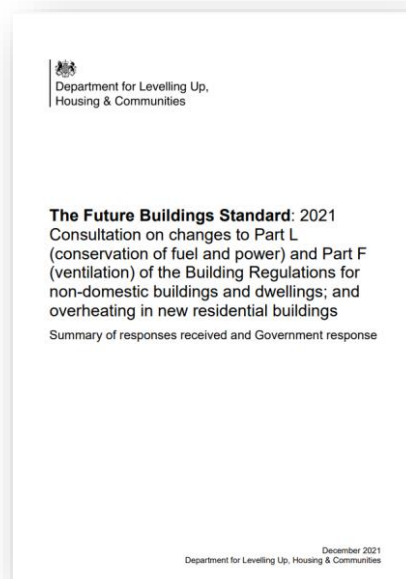 Department for Levelling Up,
Housing & Communities
The Future Buildings Standard: 2021
Consultation on changes to Part L
(conservation of fuel and power) and Part F
(ventilation) of the Building Regulations for
non-domestic buildings and dwellings; and
overheating in new residential buildings
Summary of responses received and Government response
December 2021
Department for Levelling Up, Housing & Communities